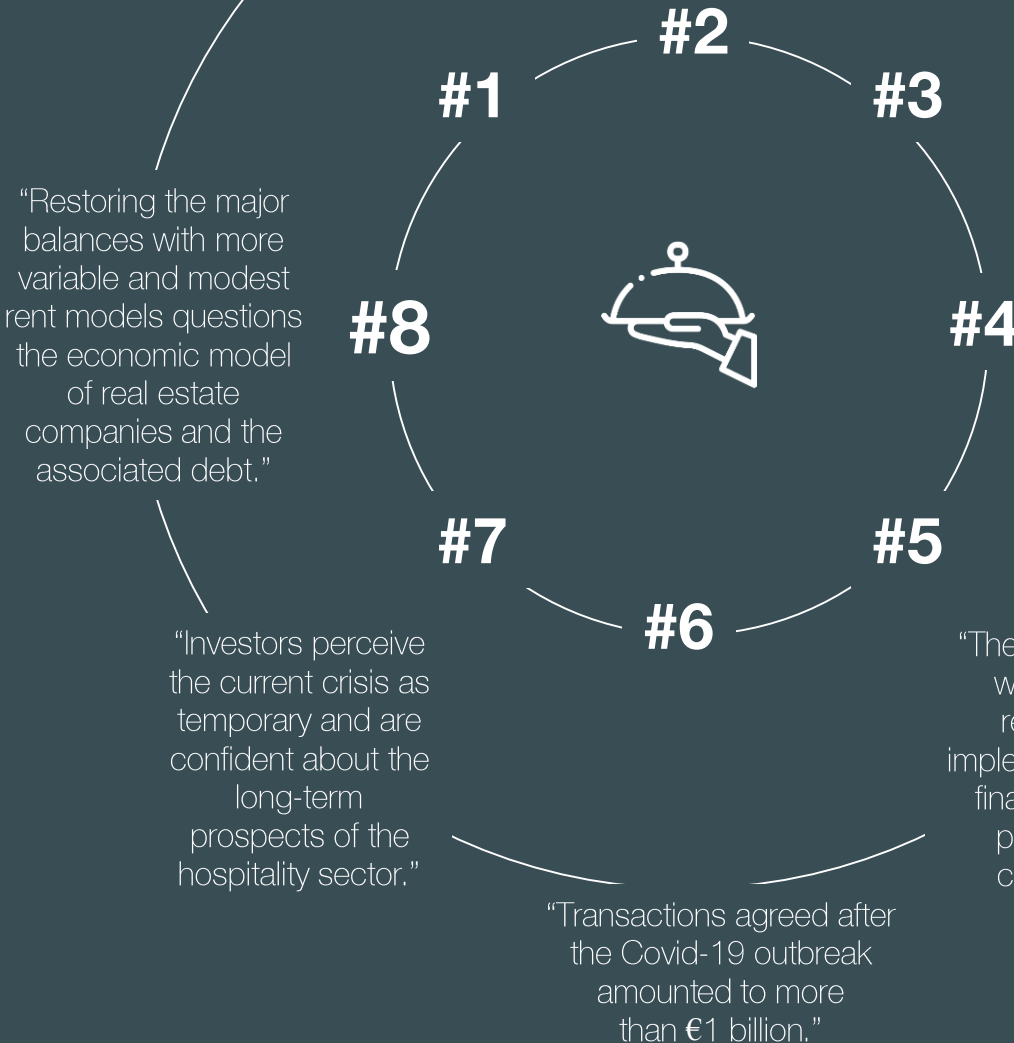 #2
#1
#3
“Restoring the major
balances with more
variable and modest
rent models questions
the economic model
of real estate
companies and the
associated debt.”
#8
#4
#7
#5
#6
“Investors perceive
the current crisis as
temporary and are
confident about the
long-term
prospects of the
hospitality sector.”
“The
“Transactions agreed after
the Covid-19 outbreak
amounted to more
than €1 billion.”